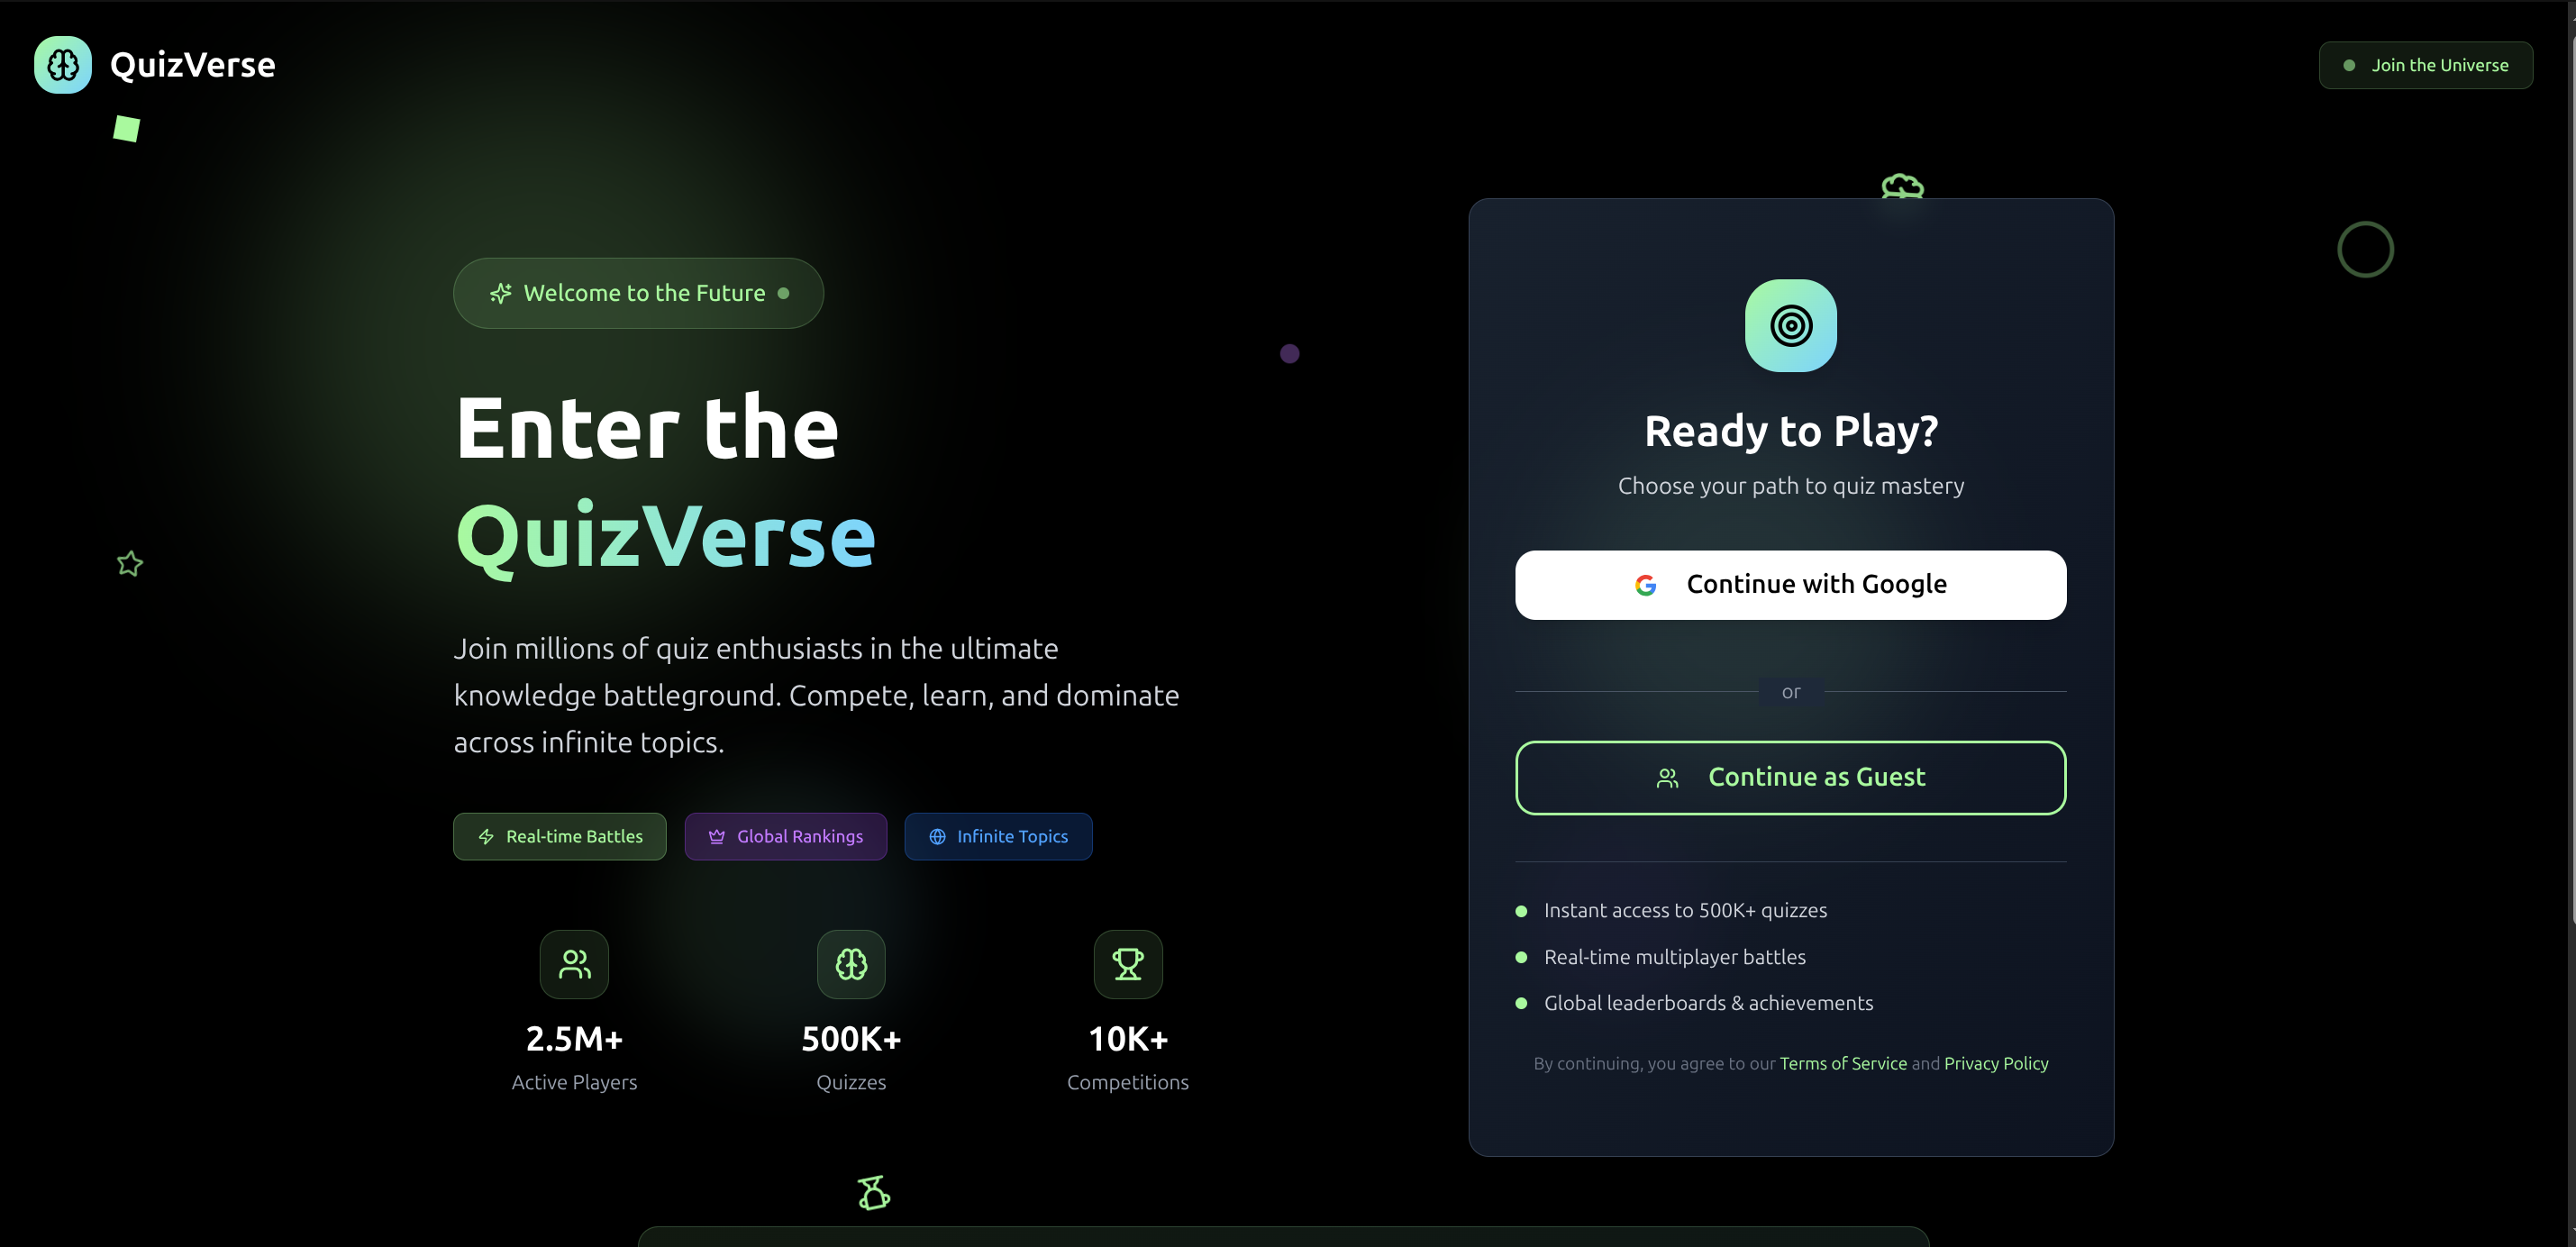 QuizVerse
Join the Universe
Welcome to the Future
Enter the
QuizVerse
Join millions of quiz enthusiasts in the ultimate
knowledge battleground. Compete, learn, and dominate
across infinite topics.
Real-time Battles
Global Rankings
Infinite Topics
2.5M+
Active Players
500K+
Quizzes
10K+
Competitions
Ready to Play?
Choose your path to quiz mastery
Continue with Google
or
Continue as Guest
Instant access to 500K+ quizzes
Real-time multiplayer battles
Global leaderboards & achievements
By continuing, you agree to our Terms of Service and Privacy Policy